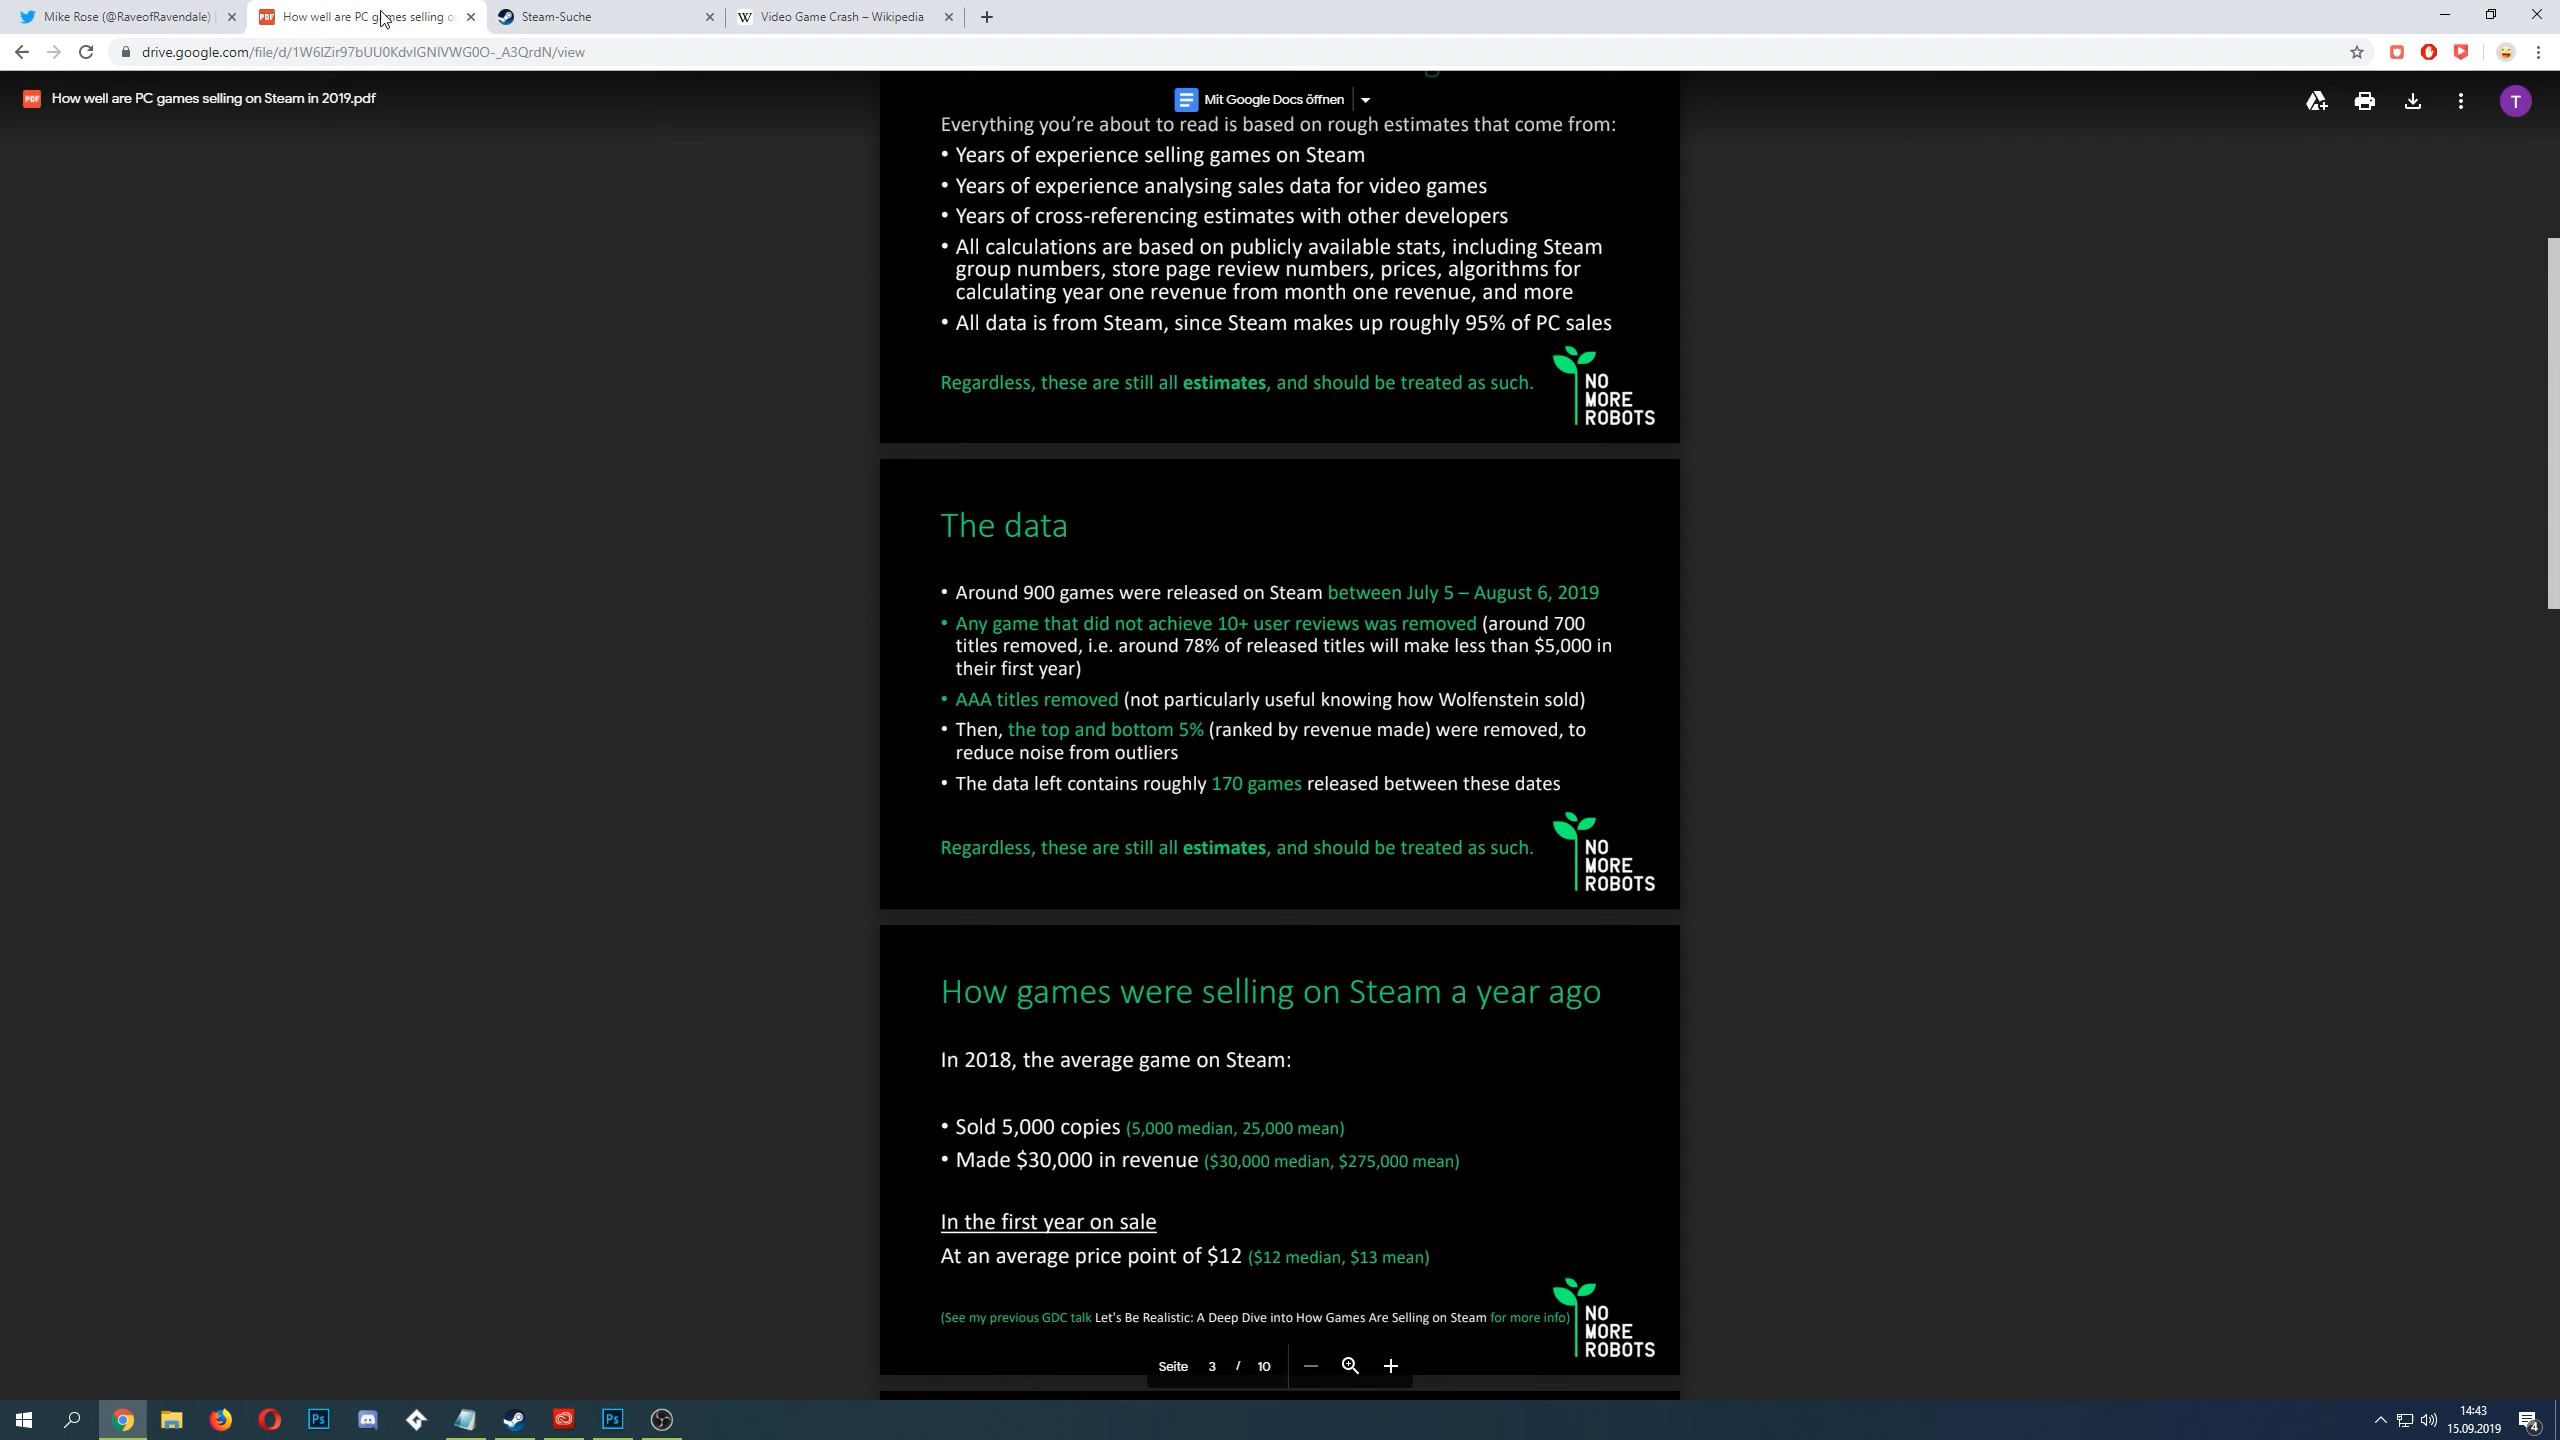 Mike Rose (@RaveofRavendale) |
How well are PC games selling o
Steam-Suche
Video Game Crash – Wikipedia
drive.google.com/file/d/1W6lZir97bUU0KdvlGNlVWG0O-_A3QrdN/view
How well are PC games selling on Steam in 2019.pdf
Mit Google Docs öffnen
T
Everything you're about to read is based on rough estimates that come from:
• Years of experience selling games on Steam
• Years of experience analysing sales data for video games
• Years of cross-referencing estimates with other developers
• All calculations are based on publicly available stats, including Steam
group numbers, store page review numbers, prices, algorithms for
calculating year one revenue from month one revenue, and more
• All data is from Steam, since Steam makes up roughly 95% of PC sales
Regardless, these are still all estimates, and should be treated as such.
NO
MORE
ROBOTS
The data
• Around 900 games were released on Steam between July 5 – August 6, 2019
• Any game that did not achieve 10+ user reviews was removed (around 700
titles removed, i.e. around 78% of released titles will make less than $5,000 in
their first year)
• AAA titles removed (not particularly useful knowing how Wolfenstein sold)
• Then, the top and bottom 5% (ranked by revenue made) were removed, to
reduce noise from outliers
• The data left contains roughly 170 games released between these dates
Regardless, these are still all estimates, and should be treated as such.
NO
MORE
ROBOTS
How games were selling on Steam a year ago
In 2018, the average game on Steam:
• Sold 5,000 copies (5,000 median, 25,000 mean)
• Made $30,000 in revenue ($30,000 median, $275,000 mean)
In the first year on sale
At an average price point of $12 ($12 median, $13 mean)
(See my previous GDC talk Let's Be Realistic: A Deep Dive into How Games Are Selling on Steam for more info)
NO
MORE
ROBOTS
Seite 3 / 10
14:43
15.09.2019
4